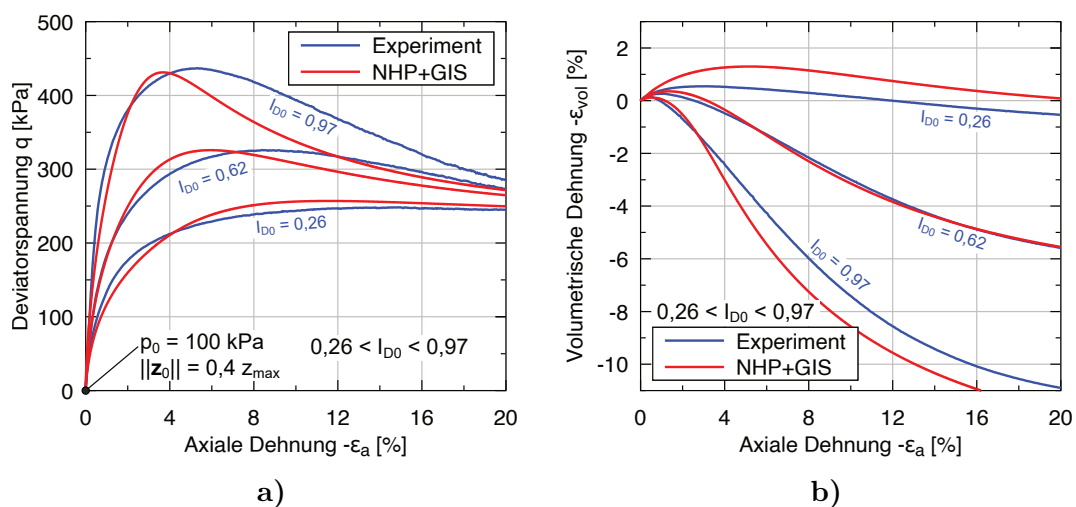 a)
500
400
300
200
100
0
Deviatorspannung q [kPa]
Experiment
NHP+GIS
I_D0 = 0,97
I_D0 = 0,62
I_D0 = 0,26
p_0 = 100 kPa
||z_0|| = 0,4 z_max
0,26 < I_D0 < 0,97
0 4 8 12 16 20
Axiale Dehnung -ε_a [%]
b)
2
0
-2
-4
-6
-8
-10
Volumetrische Dehnung -ε_vol [%]
I_D0 = 0,26
I_D0 = 0,62
I_D0 = 0,97
0,26 < I_D0 < 0,97
Experiment
NHP+GIS
0 4 8 12 16 20
Axiale Dehnung -ε_a [%]